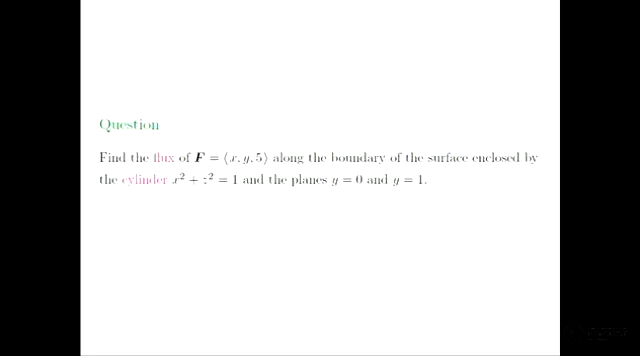 Question
Find the flux of F = ⟨x, y, 5⟩ along the boundary of the surface enclosed by
the cylinder x² + z² = 1 and the planes y = 0 and y = 1.